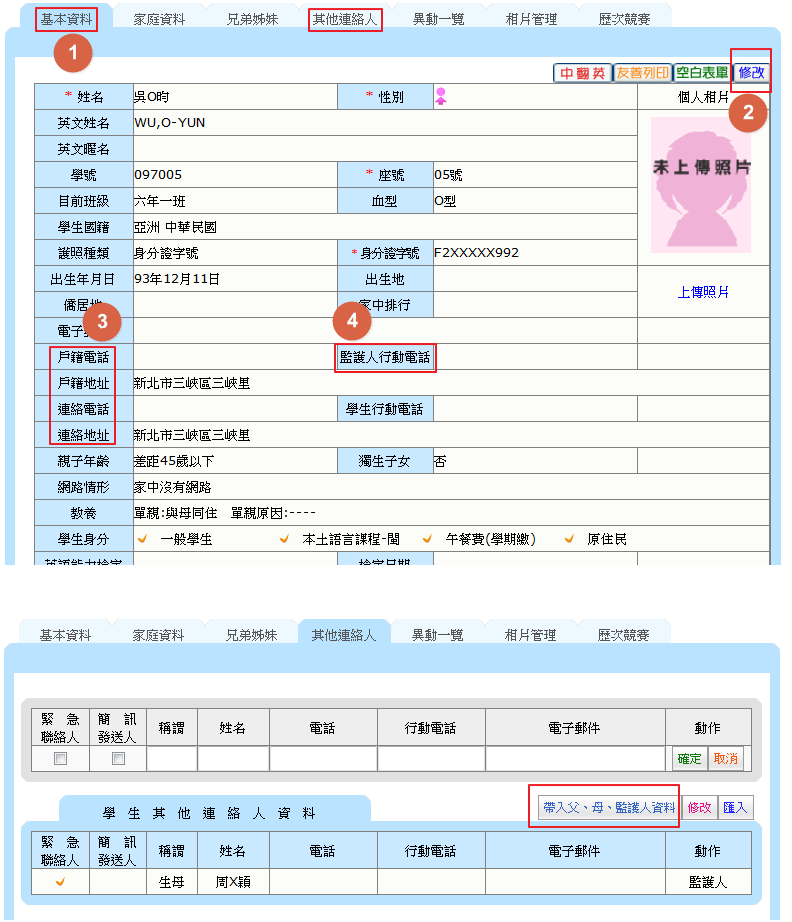 基本資料 家庭資料 兄弟姊妹 其他連絡人 異動一覽 相片管理 歷次競賽
1
中翻英 友善列印 空白表單 修改
2
* 姓名 吳O昀 * 性別 個人相片
英文姓名 WU,O-YUN
英文暱名
未上傳照片
學號 097005 * 座號 05號
目前班級 六年一班 血型 O型
學生國籍 亞洲 中華民國
護照種類 身分證字號 * 身分證字號 F2XXXXX992
出生年月日 93年12月11日 出生地
上傳照片
僑居地 家中排行
3 4
電子
戶籍電話 監護人行動電話
戶籍地址 新北市三峽區三峽里
連絡電話 學生行動電話
連絡地址 新北市三峽區三峽里
親子年齡 差距45歲以下 獨生子女 否
網路情形 家中沒有網路
教養 單親:與母同住 單親原因:----
學生身分 一般學生 本土語言課程-閩 午餐費(學期繳) 原住民
英語能力檢定 檢定日期
基本資料 家庭資料 兄弟姊妹 其他連絡人 異動一覽 相片管理 歷次競賽
緊急聯絡人 簡訊發送人 稱謂 姓名 電話 行動電話 電子郵件 動作
確定 取消
學生其他連絡人資料 帶入父、母、監護人資料 修改 匯入
緊急聯絡人 簡訊發送人 稱謂 姓名 電話 行動電話 電子郵件 動作
生母 周X穎 監護人